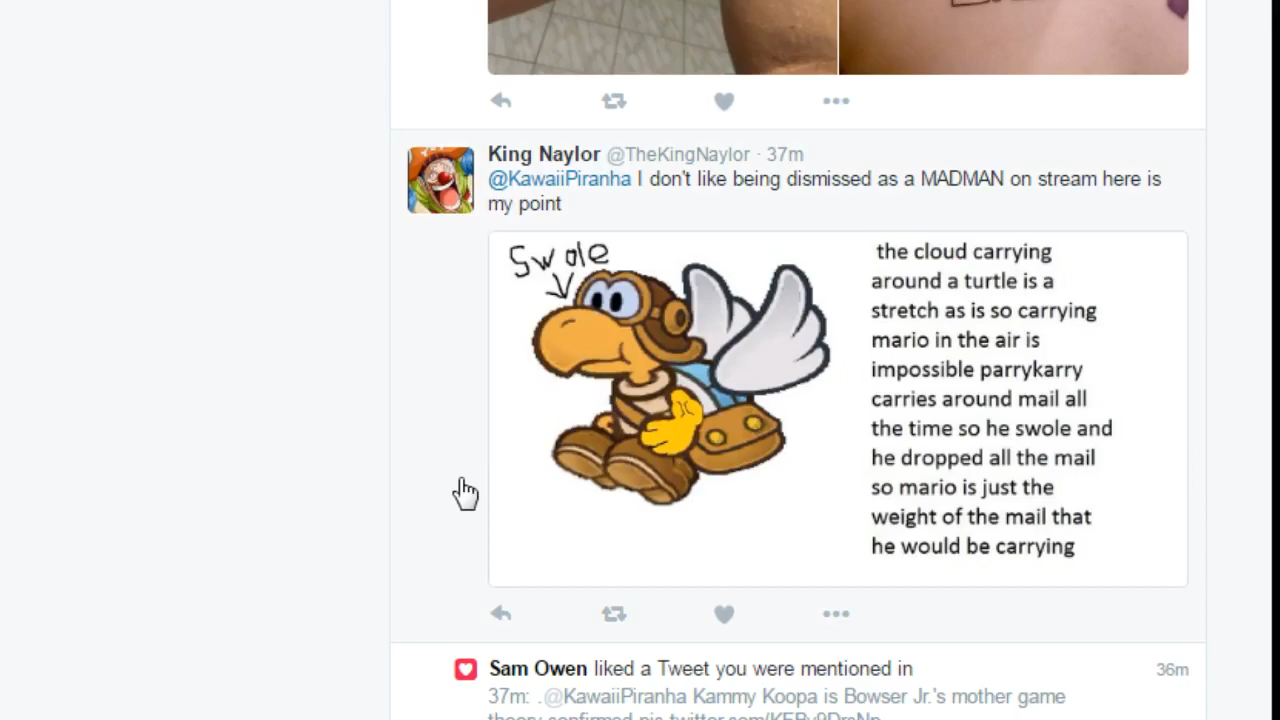 King Naylor @TheKingNaylor · 37m
@KawaiiPiranha I don't like being dismissed as a MADMAN on stream here is
my point
Swole
the cloud carrying
around a turtle is a
stretch as is so carrying
mario in the air is
impossible parrykarry
carries around mail all
the time so he swole and
he dropped all the mail
so mario is just the
weight of the mail that
he would be carrying
Sam Owen liked a Tweet you were mentioned in 36m
37m: .@KawaiiPiranha Kammy Koopa is Bowser Jr.'s mother game
theory confirmed